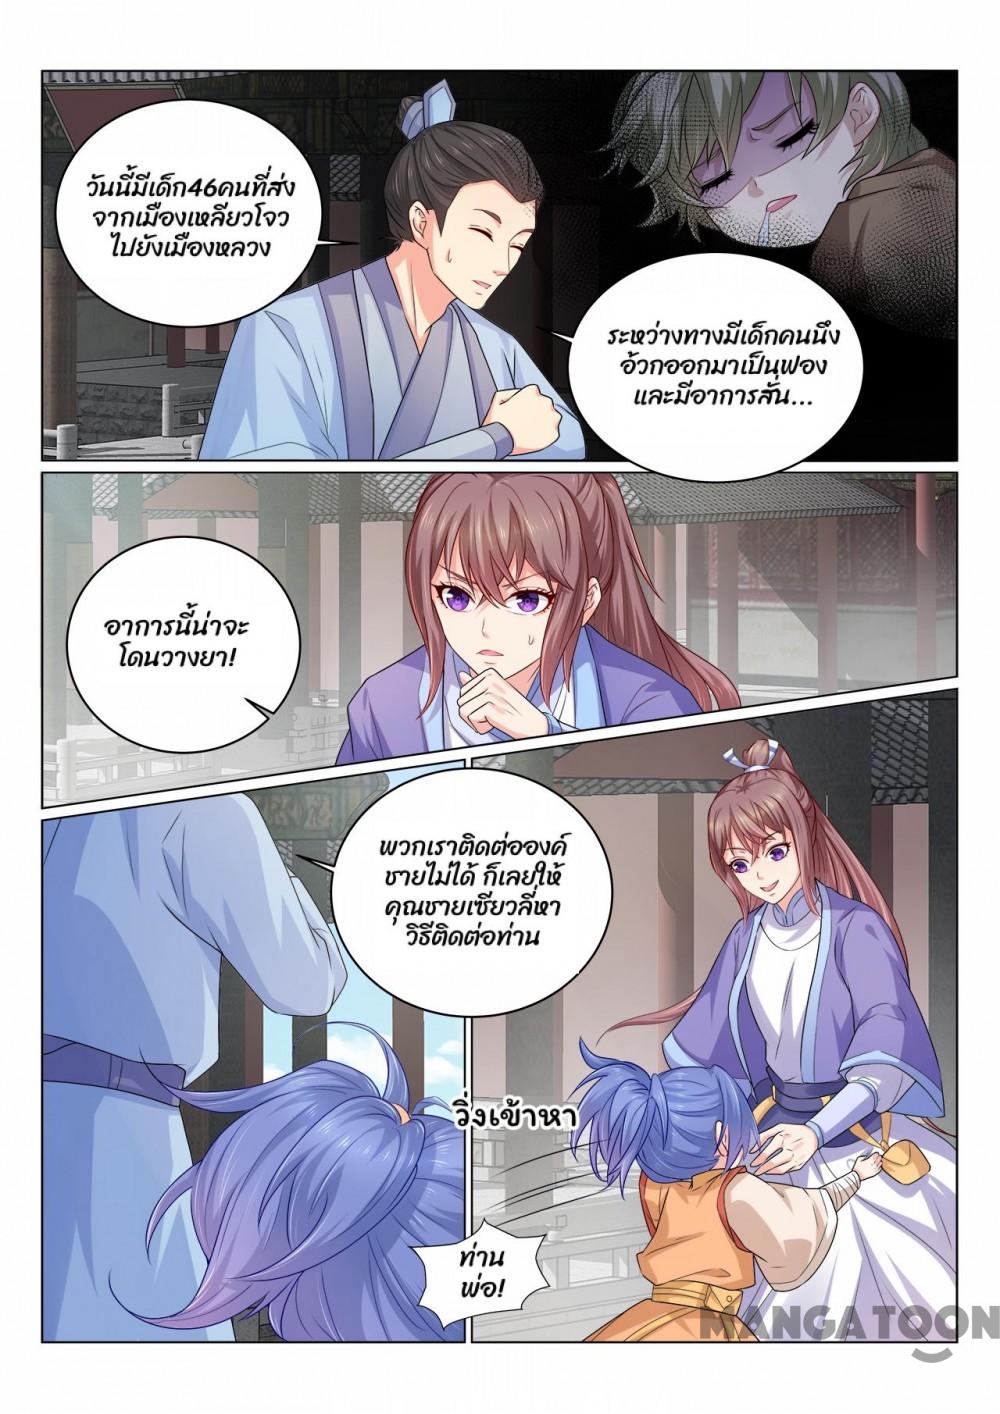 วันนี้มีเด็ก46คนที่ส่ง
จากเมืองเหลียวโจว
ไปยังเมืองหลวง
ระหว่างทางมีเด็กคนนึง
อ้วกออกมาเป็นฟอง
และมีอาการสั่น...
อาการนี้น่าจะ
โดนวางยา!
พวกเราติดต่อองค์
ชายไม่ได้ ก็เลยให้
คุณชายเซียวลี่หา
วิธีติดต่อท่าน
วิ่งเข้าหา
ท่าน
พ่อ!
MANGATOON